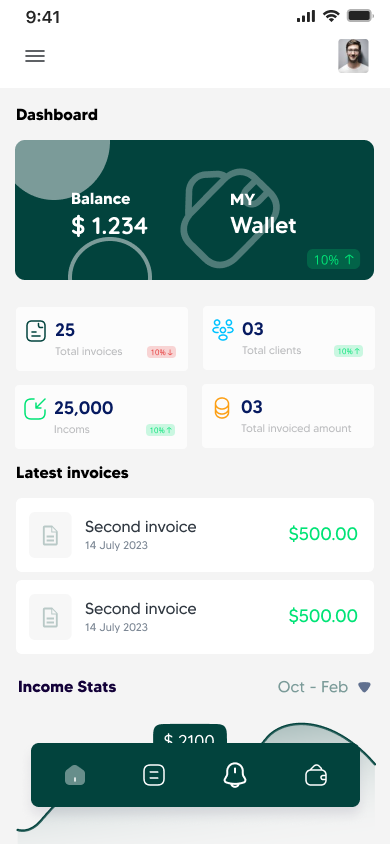 9:41
Dashboard
Balance
$ 1.234
MY
Wallet
10% ↑
25
Total invoices
10% ↓
03
Total clients
10% ↑
25,000
Incoms
10% ↑
03
Total invoiced amount
Latest invoices
Second invoice
14 July 2023
$500.00
Second invoice
14 July 2023
$500.00
Income Stats
Oct - Feb
$ 2100